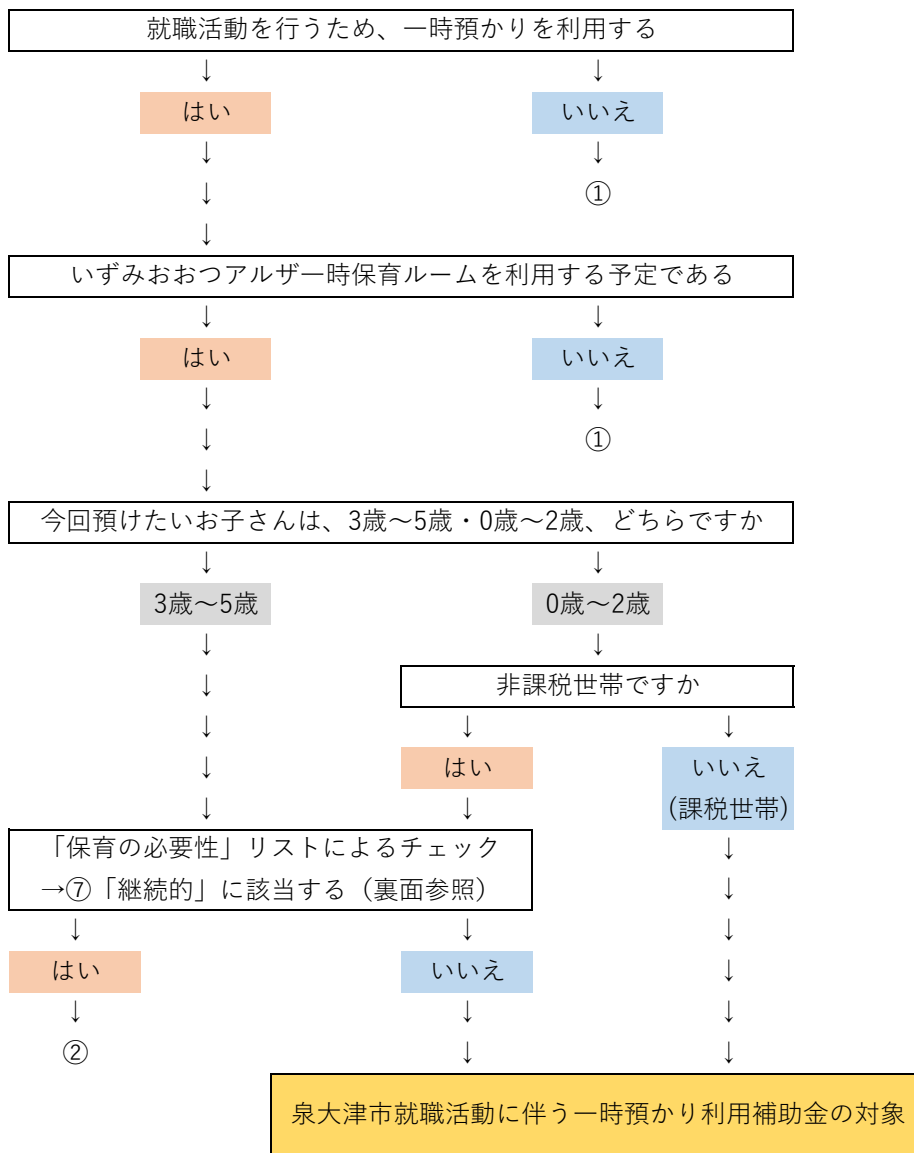 就職活動を行うため、一時預かりを利用する
↓ ↓
はい いいえ
↓ ↓
↓ ①
↓
いずみおおつアルザ一時保育ルームを利用する予定である
↓ ↓
はい いいえ
↓ ↓
↓ ①
↓
今回預けたいお子さんは、3歳～5歳・0歳～2歳、どちらですか
↓ ↓
3歳～5歳 0歳～2歳
↓ ↓
↓ 非課税世帯ですか
↓ ↓ ↓
↓ はい いいえ
↓ ↓ (課税世帯)
「保育の必要性」リストによるチェック ↓
→⑦「継続的」に該当する（裏面参照） ↓
↓ ↓ ↓
はい いいえ ↓
↓ ↓ ↓
② ↓ ↓
泉大津市就職活動に伴う一時預かり利用補助金の対象